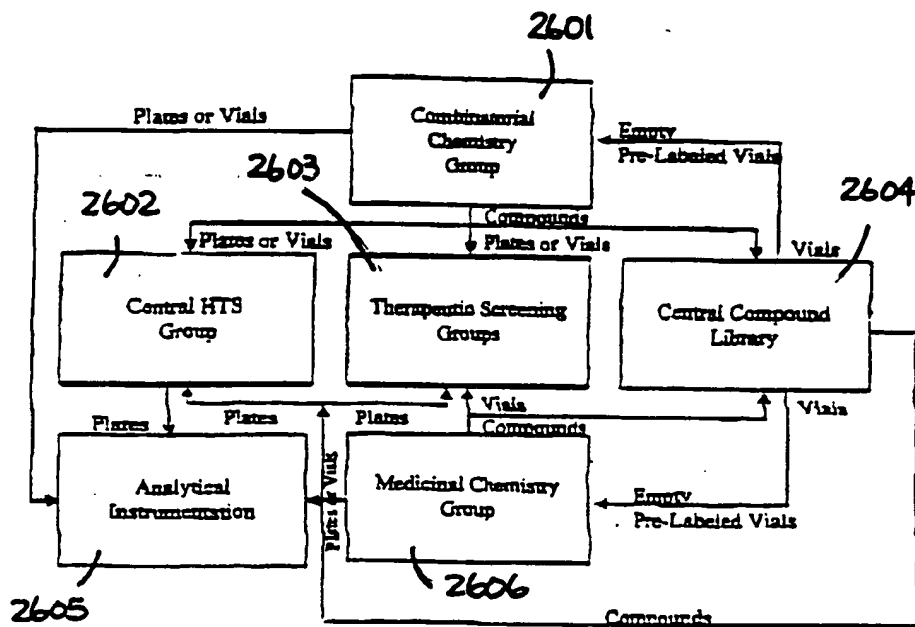 2601
Plates or Vials
Combinatorial
Chemistry
Group
Empty
Pre-Labeled Vials
2603
2604
2602
Compounds
Plates or Vials
Plates or Vials
Vials
Central HTS
Group
Therapeutic Screening
Groups
Central Compound
Library
Plates
Plates
Plates
Vials
Compounds
Vials
Analytical
Instrumentation
Plates or Vials
Medicinal Chemistry
Group
Empty
Pre-Labeled Vials
2605
2606
Compounds